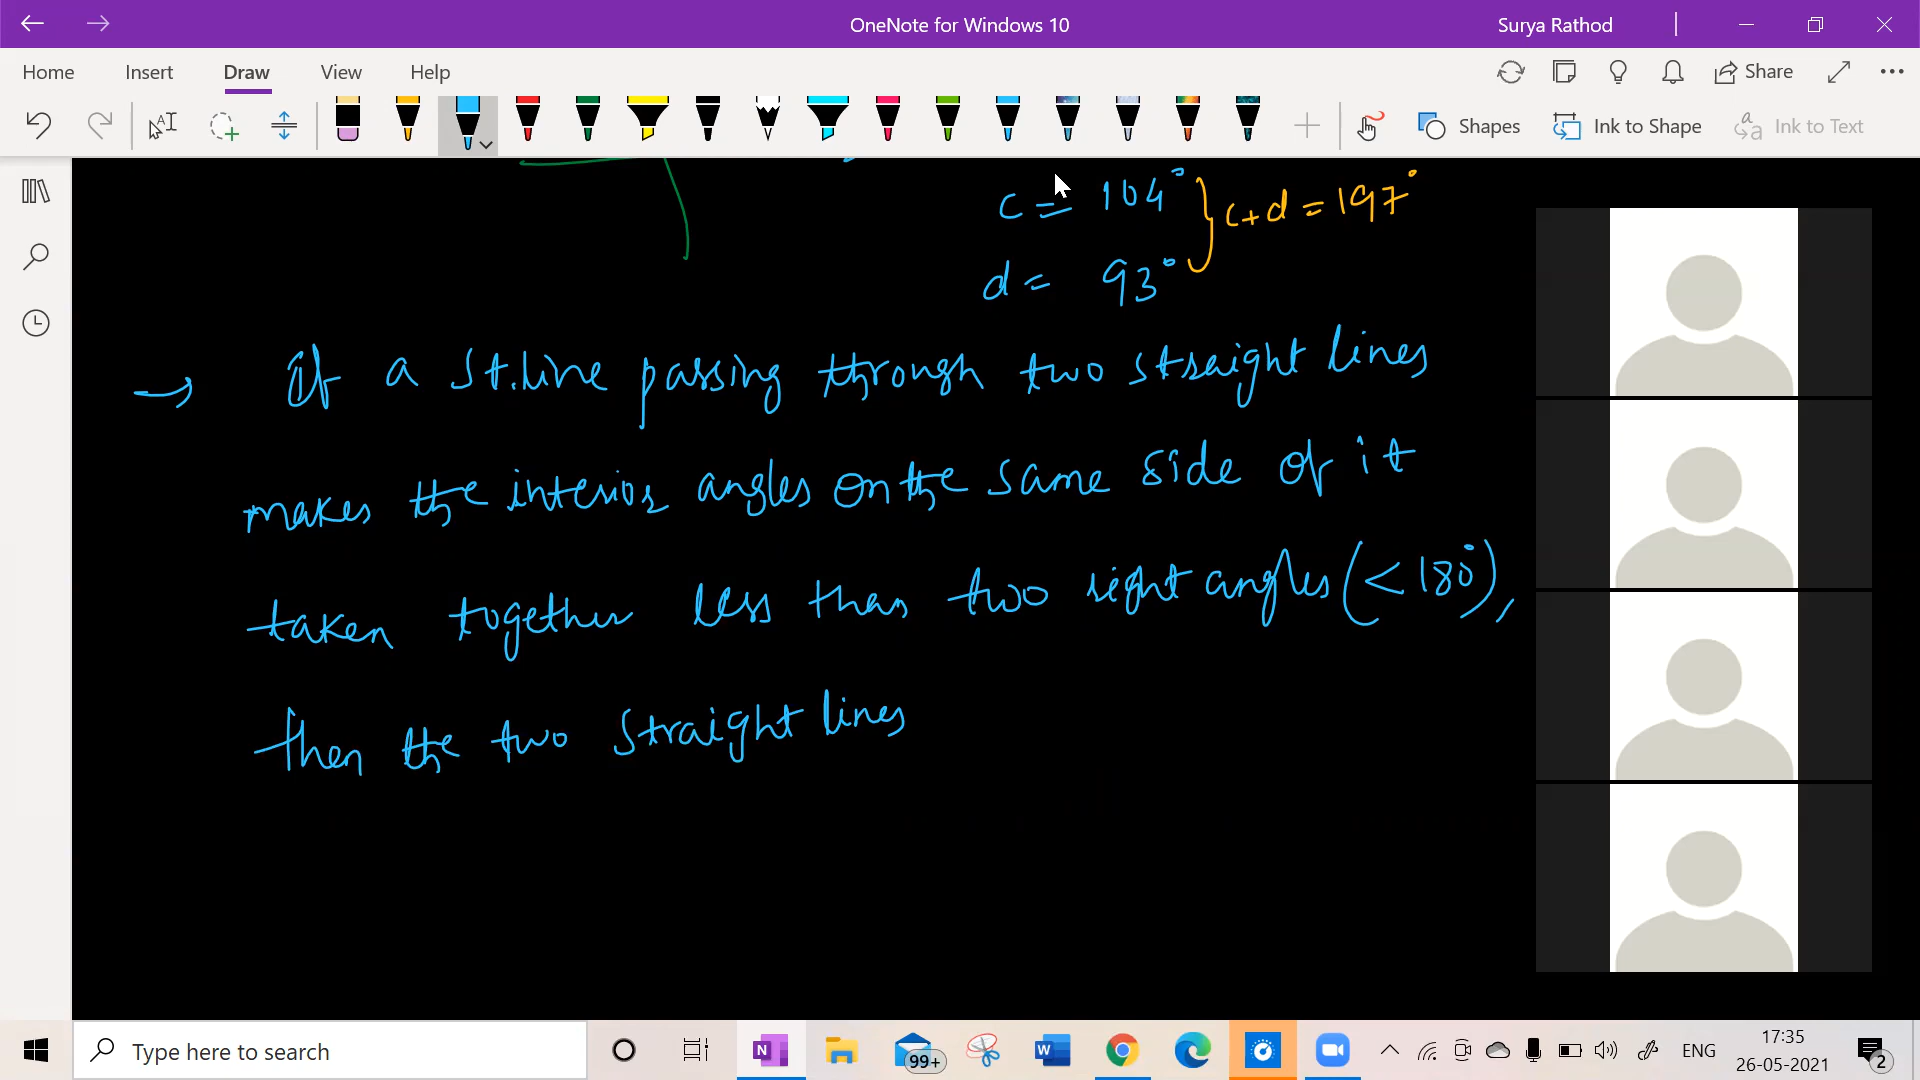 OneNote for Windows 10
Surya Rathod
Home Insert Draw View Help
Share
Shapes Ink to Shape Ink to Text
c = 104° } c+d = 197°
d = 93°
→ If a St.line passing through two straight lines
makes the interior angles on the same side of it
taken together less than two right angles (< 180°),
then the two straight lines
Type here to search
99+
ENG
17:35
26-05-2021
2